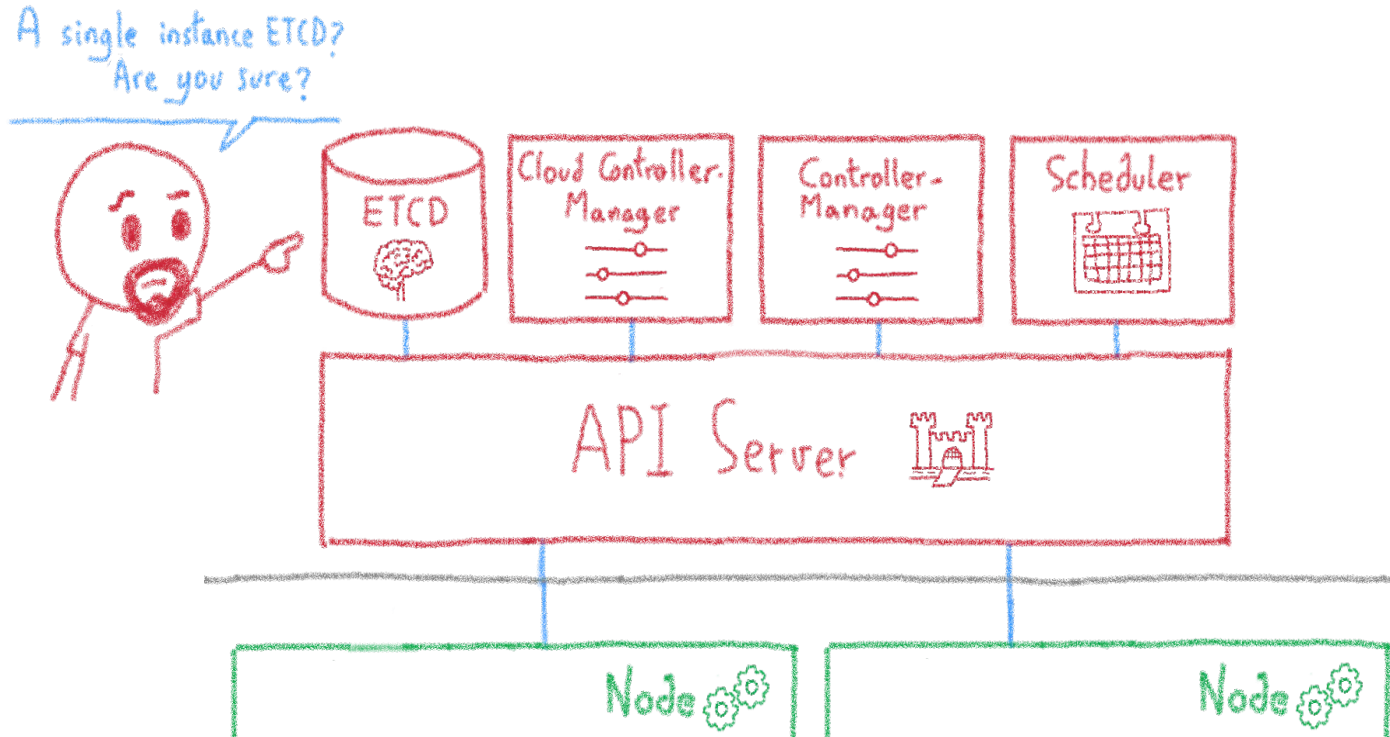 A single instance ETCD?
Are you sure?
ETCD
Cloud Controller-
Manager
Controller-
Manager
Scheduler
API Server
Node
Node